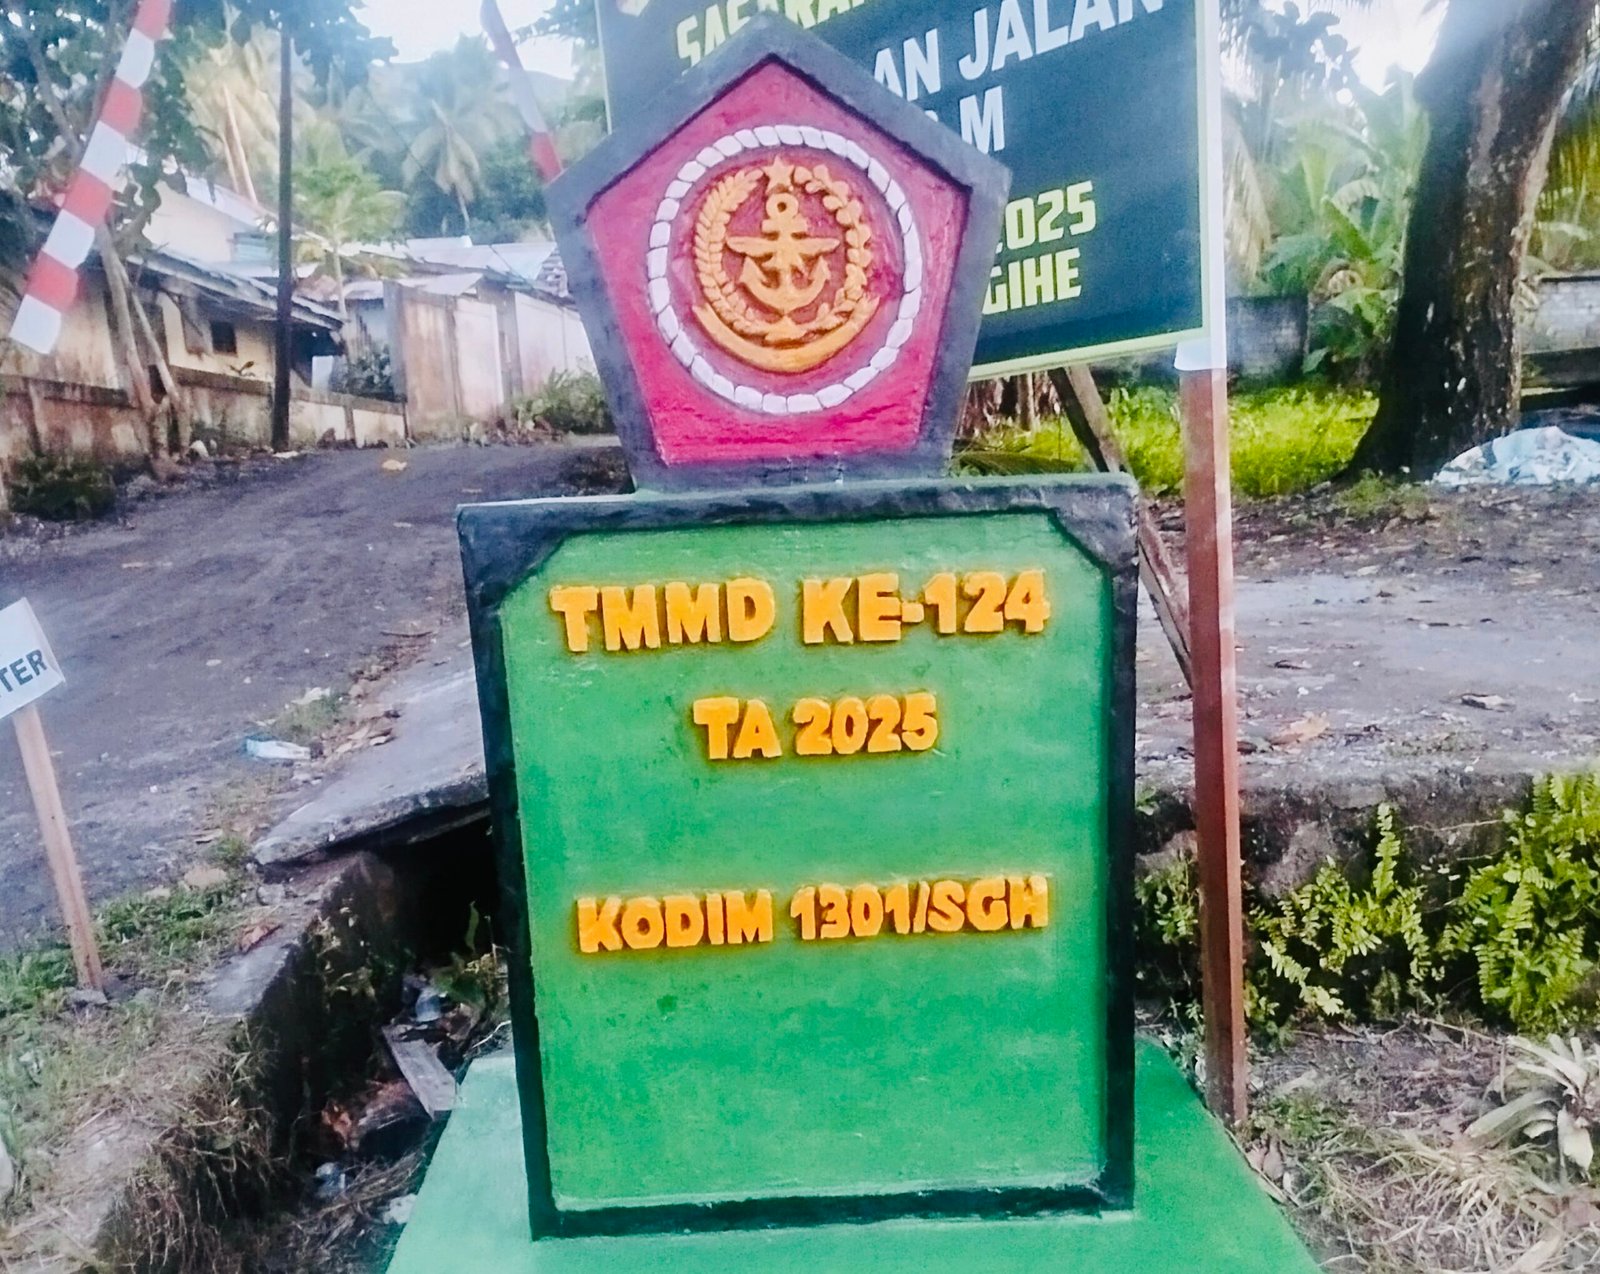 AN JALAN
M
2025
GIHE
TMMD KE-124
TA 2025
KODIM 1301/SGH
TER